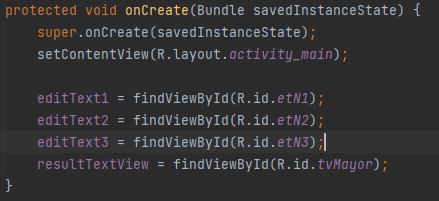 protected void onCreate(Bundle savedInstanceState) {
super.onCreate(savedInstanceState);
setContentView(R.layout.activity_main);
editText1 = findViewById(R.id.etN1);
editText2 = findViewById(R.id.etN2);
editText3 = findViewById(R.id.etN3);
resultTextView = findViewById(R.id.tvMayor);
}